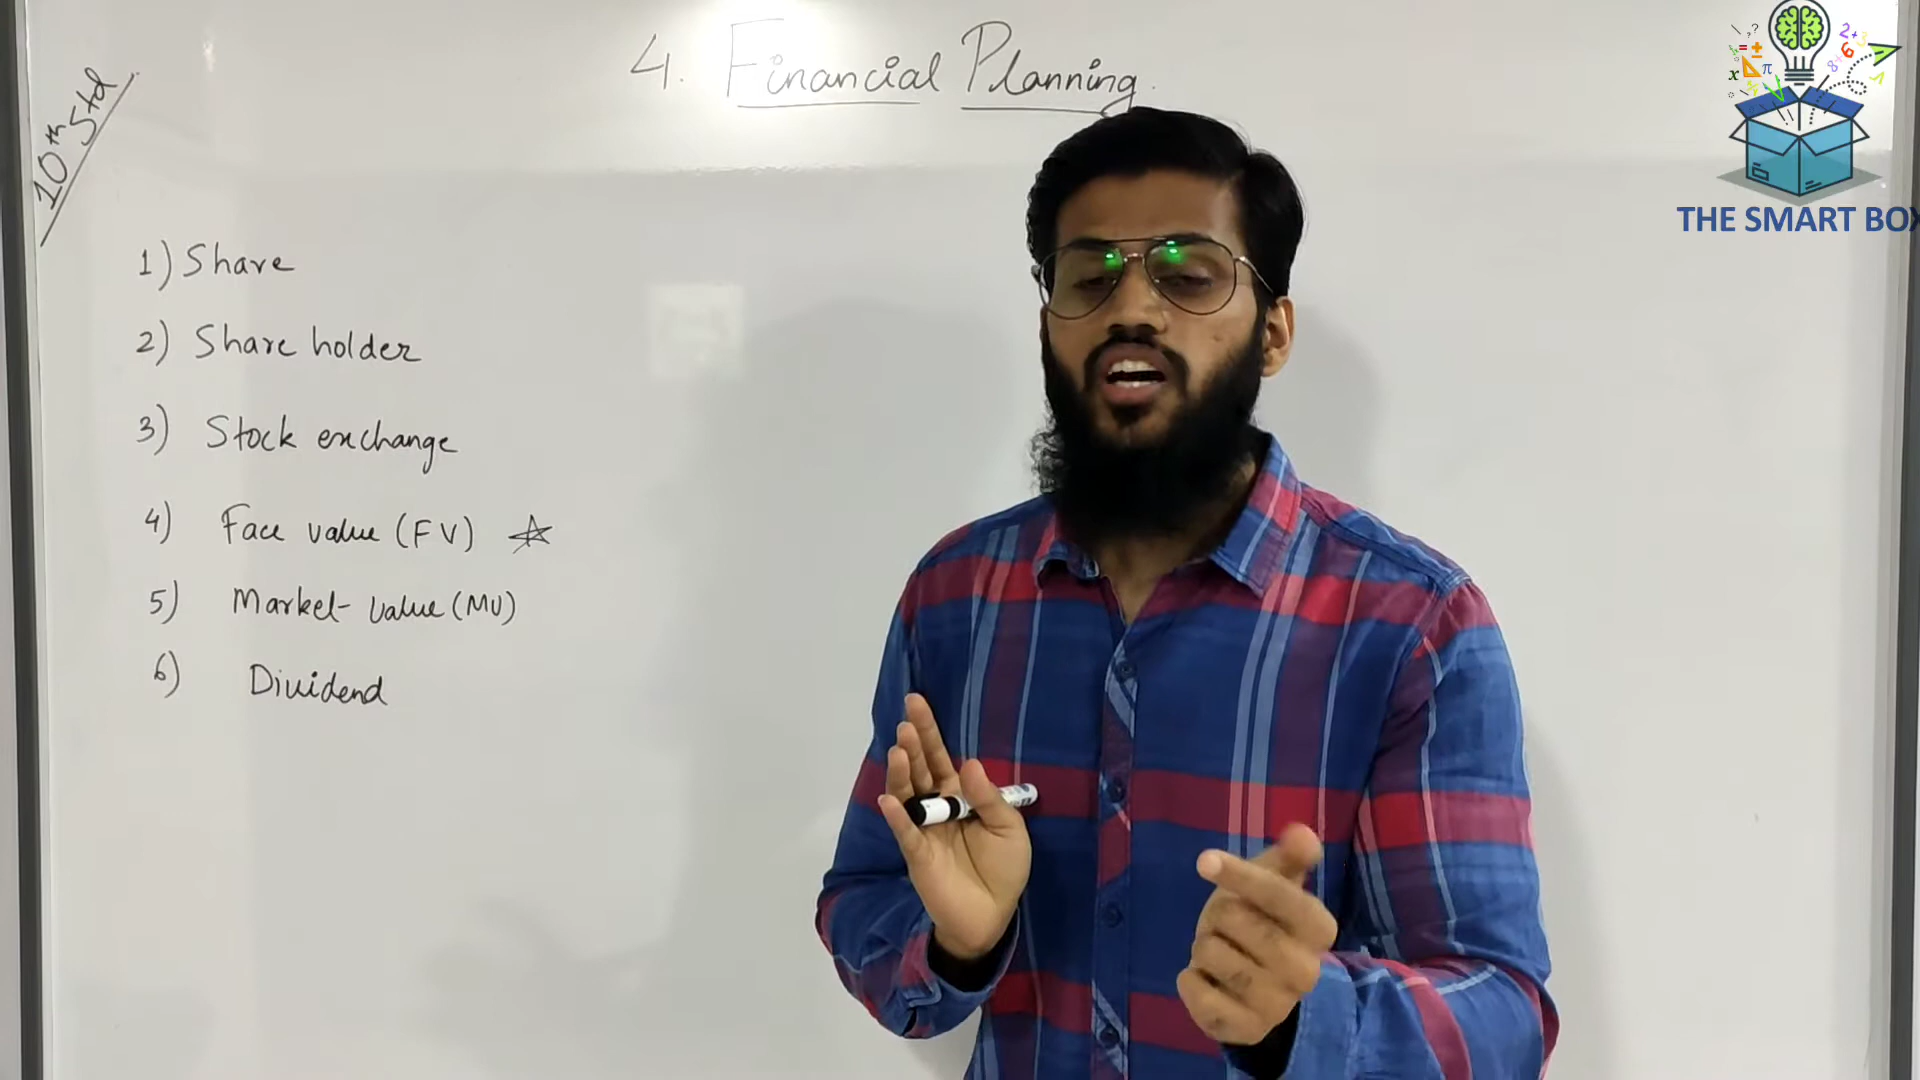 4. Financial Planning
10th Std
1) Share
2) Share holder
3) Stock exchange
4) Face value (FV)
5) Market value (MV)
6) Dividend
THE SMART BOX